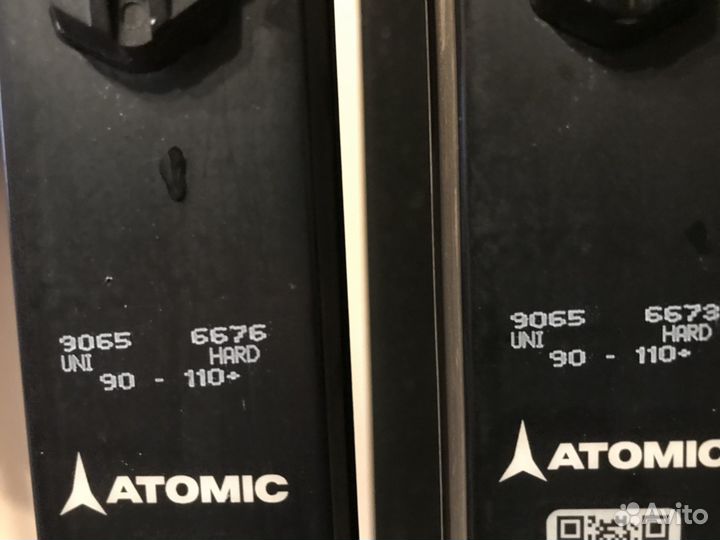 9065 6676
UNI HARD
90 - 110+
ATOMIC
9065 6673
UNI HARD
90 - 110+
ATOMIC
Avito